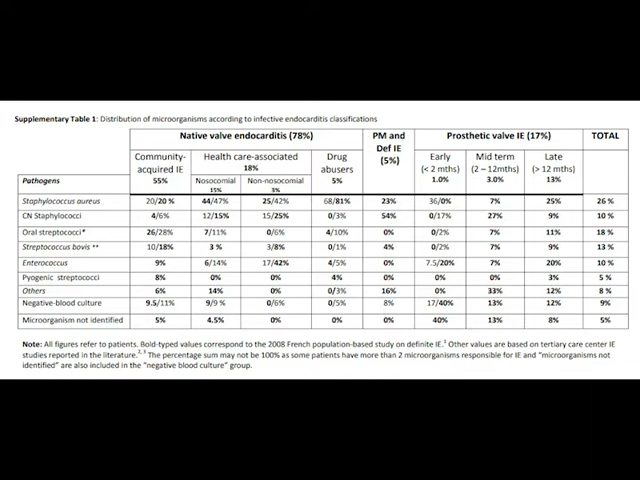 Supplementary Table 1: Distribution of microorganisms according to infective endocarditis classifications
Native valve endocarditis (78%) PM and Def IE (5%) Prosthetic valve IE (17%) TOTAL
Community-acquired IE 55% Health care-associated 18% Drug abusers 5% Early (< 2 mths) 1.0% Mid term (2 – 12mths) 3.0% Late (> 12 mths) 13%
Pathogens Nosocomial 15% Non-nosocomial 3%
Staphylococcus aureus 20/20 % 44/47% 25/42% 68/81% 23% 36/0% 7% 25% 26 %
CN Staphylococci 4/6% 12/15% 15/25% 0/3% 54% 0/17% 27% 9% 10 %
Oral streptococci* 26/28% 7/11% 0/6% 4/10% 0% 0/2% 7% 11% 18 %
Streptococcus bovis ** 10/18% 3 % 3/8% 0/1% 4% 0/2% 7% 9% 13 %
Enterococcus 9% 6/14% 17/42% 4/5% 0% 7.5/20% 7% 20% 10 %
Pyogenic streptococci 8% 0% 0% 4% 0% 0% 0% 3% 5 %
Others 6% 14% 0% 0/3% 16% 0% 33% 12% 8 %
Negative-blood culture 9.5/11% 9/9 % 0/6% 0/5% 8% 17/40% 13% 12% 9%
Microorganism not identified 5% 4.5% 0% 0% 0% 40% 13% 8% 5%
Note: All figures refer to patients. Bold-typed values correspond to the 2008 French population-based study on definite IE.1 Other values are based on tertiary care center IE
studies reported in the literature.2,3 The percentage sum may not be 100% as some patients have more than 2 microorganisms responsible for IE and "microorganisms not
identified" are also included in the "negative blood culture" group.